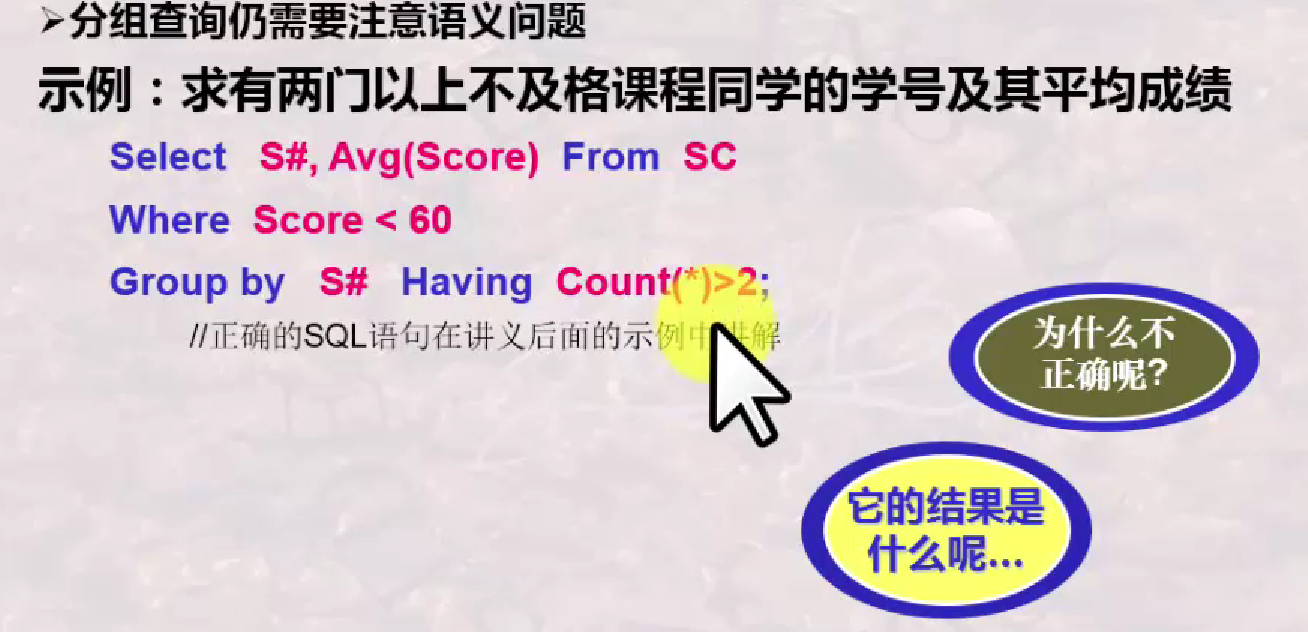 ➢分组查询仍需要注意语义问题
示例：求有两门以上不及格课程同学的学号及其平均成绩
Select S#, Avg(Score) From SC
Where Score < 60
Group by S# Having Count(*)>2;
//正确的SQL语句在讲义后面的示例中讲解
为什么不
正确呢?
它的结果是
什么呢...